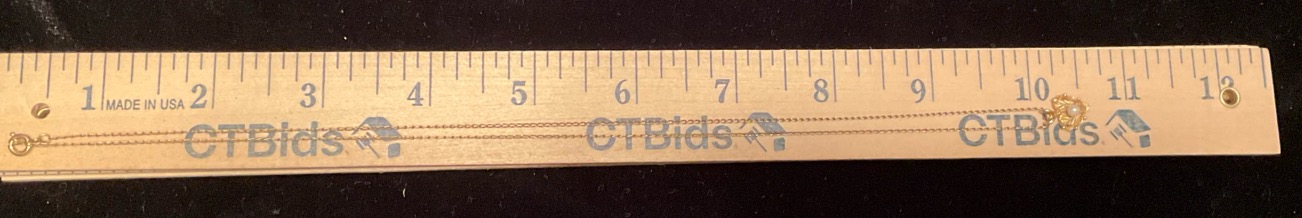 1 MADE IN USA 2 3 4 5 6 7 8 9 10 11 12
CTBids CTBids CTBids